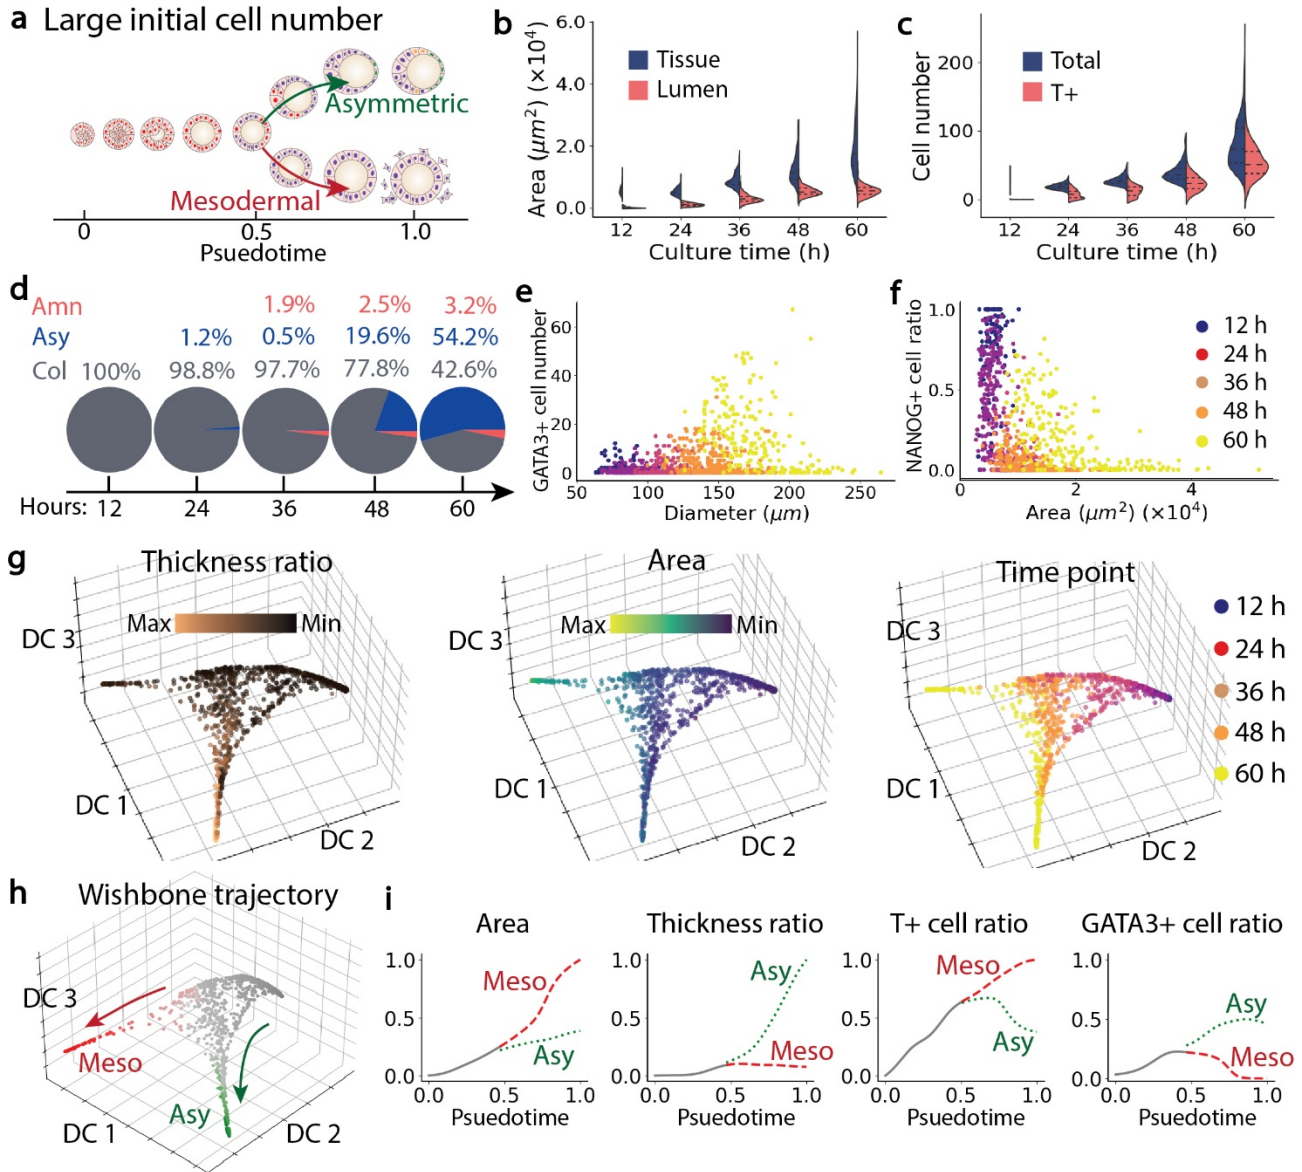 a Large initial cell number
Asymmetric
Mesodermal
0 0.5 1.0
Psuedotime
b
Area (μm²) (×10⁴)
6.0
4.0
2.0
0.0
Tissue
Lumen
12 24 36 48 60
Culture time (h)
c
Cell number
200
100
0
Total
T+
12 24 36 48 60
Culture time (h)
d
Amn 1.9% 2.5% 3.2%
Asy 1.2% 0.5% 19.6% 54.2%
Col 100% 98.8% 97.7% 77.8% 42.6%
Hours: 12 24 36 48 60
e
GATA3+ cell number
60
40
20
0
50 100 150 200 250
Diameter (μm)
f
NANOG+ cell ratio
1.0
0.5
0.0
0 2 4
Area (μm²) (×10⁴)
12 h
24 h
36 h
48 h
60 h
g
Thickness ratio
Max Min
DC 3
DC 1
DC 2
Area
Max Min
DC 3
DC 1
DC 2
Time point
DC 3
DC 1
DC 2
12 h
24 h
36 h
48 h
60 h
h Wishbone trajectory
DC 3
Meso
Asy
DC 1
DC 2
i
Area
1.0
0.5
0.0
Meso
Asy
0.0 0.5 1.0
Psuedotime
Thickness ratio
1.0
0.5
0.0
Asy
Meso
0.0 0.5 1.0
Psuedotime
T+ cell ratio
1.0
0.5
0.0
Meso
Asy
0.0 0.5 1.0
Psuedotime
GATA3+ cell ratio
1.0
0.5
0.0
Asy
Meso
0.0 0.5 1.0
Psuedotime